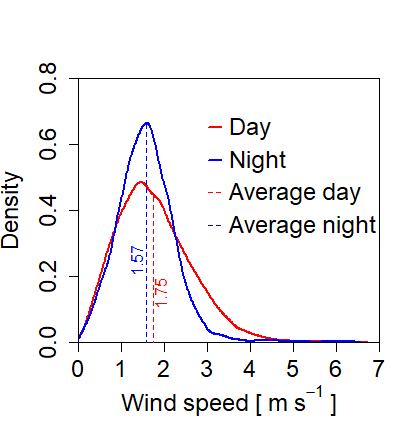 0.8
0.6
0.4
0.2
0.0
Density
Day
Night
Average day
Average night
1.57
1.75
0 1 2 3 4 5 6 7
Wind speed [ m s⁻¹ ]